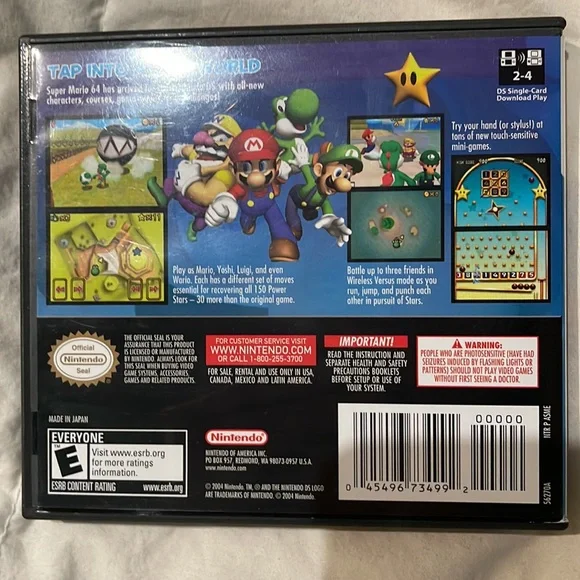 TAP INTO WORLD
Super Mario 64 has arrived with all-new
characters, courses,
2-4
DS Single-Card
Download Play
Try your hand (or stylus!) at
tons of new touch-sensitive
mini-games.
Play as Mario, Yoshi, Luigi, and even
Wario. Each has a different set of moves
essential for recovering all 150 Power
Stars – 30 more than the original game.
Battle up to three friends in
Wireless Versus mode as you
run, jump, and punch each
other in pursuit of Stars.
Official
Nintendo
Seal
THE OFFICIAL SEAL IS YOUR
ASSURANCE THAT THIS PRODUCT
IS LICENSED OR MANUFACTURED
BY NINTENDO. ALWAYS LOOK FOR
THIS SEAL WHEN BUYING VIDEO
GAME SYSTEMS, ACCESSORIES,
GAMES AND RELATED PRODUCTS.
FOR CUSTOMER SERVICE VISIT
WWW.NINTENDO.COM
OR CALL 1-800-255-3700
FOR SALE, RENTAL AND USE ONLY IN USA,
CANADA, MEXICO AND LATIN AMERICA.
IMPORTANT!
READ THE INSTRUCTION AND
SEPARATE HEALTH AND SAFETY
PRECAUTIONS BOOKLETS
BEFORE SETUP OR USE OF
YOUR SYSTEM.
WARNING:
PEOPLE WHO ARE PHOTOSENSITIVE (HAVE HAD
SEIZURES INDUCED BY FLASHING LIGHTS OR
PATTERNS) SHOULD NOT PLAY VIDEO GAMES
WITHOUT FIRST SEEING A DOCTOR.
MADE IN JAPAN
EVERYONE
E
Visit www.esrb.org
for more ratings
information.
ESRB CONTENT RATING www.esrb.org
Nintendo
NINTENDO OF AMERICA INC.
PO BOX 957, REDMOND, WA 98073-0957 U.S.A.
www.nintendo.com
© 2004 Nintendo. TM, ® AND THE NINTENDO DS LOGO
ARE TRADEMARKS OF NINTENDO. © 2004 Nintendo.
00000
0 45496 73499 2
NTR P ASME
56270A